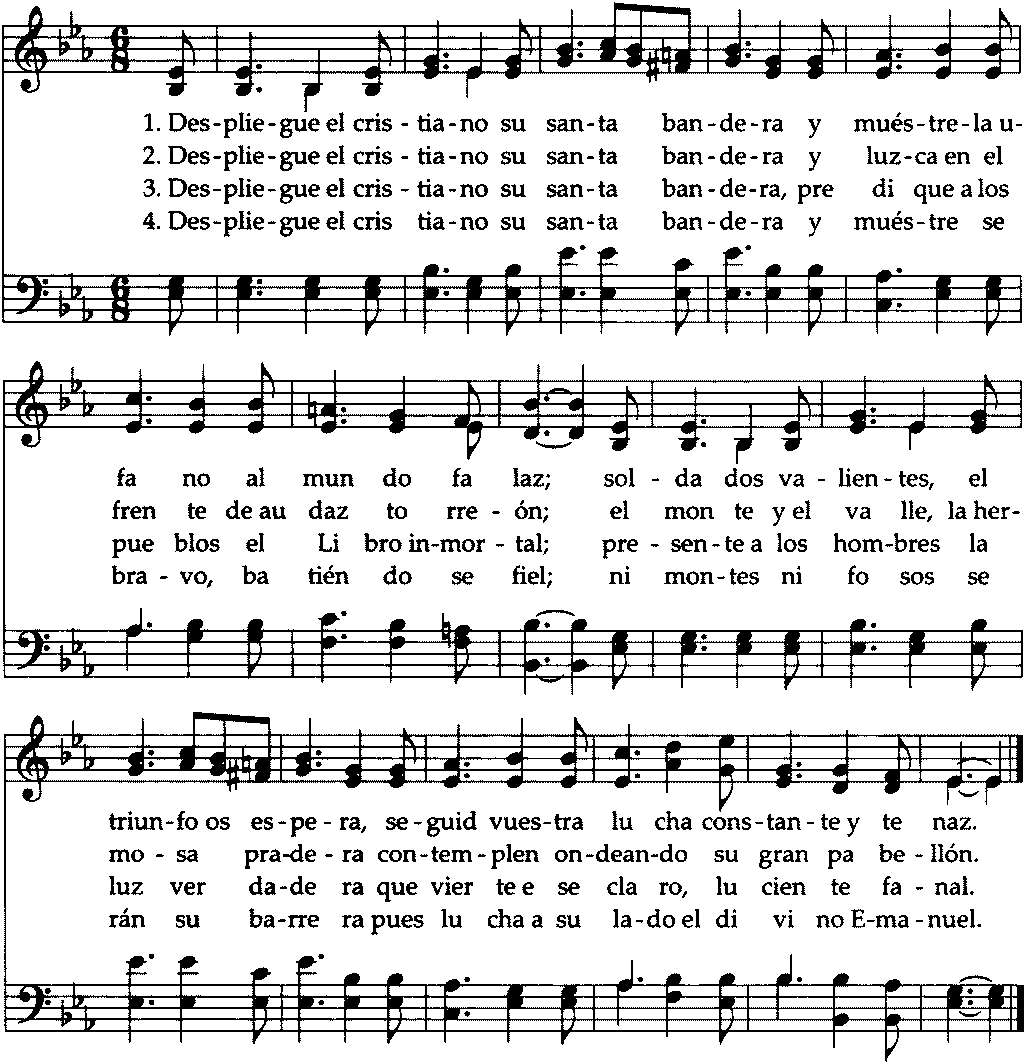 1. Des-plie-gue el cris - tia-no su san-ta ban-de-ra y mués-tre-la u-
2. Des-plie-gue el cris - tia-no su san-ta ban-de-ra y luz-ca en el
3. Des-plie-gue el cris - tia-no su san-ta ban-de-ra, pre di que a los
4. Des-plie-gue el cris tia-no su san-ta ban-de-ra y mués-tre se
fa no al mun do fa laz; sol - da dos va-lien-tes, el
fren te de au daz to rre-ón; el mon te y el va lle, la her-
pue blos el Li bro in-mor-tal; pre-sen-te a los hom-bres la
bra-vo, ba tién do se fiel; ni mon-tes ni fo sos se
triun-fo os es-pe-ra, se-guid vues-tra lu cha cons-tan-te y te naz.
mo - sa pra-de-ra con-tem-plen on-dean-do su gran pa be-llón.
luz ver da-de-ra que vier te e se cla ro, lu cien te fa-nal.
rán su ba-rre ra pues lu cha a su la-do el di vi no E-ma-nuel.